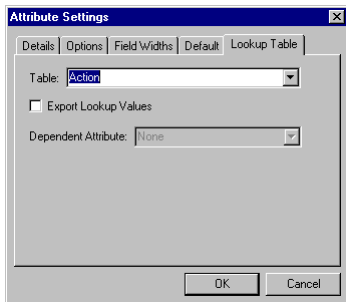 Attribute Settings
Details Options Field Widths Default Lookup Table
Table: Action
Export Lookup Values
Dependent Attribute: None
OK Cancel